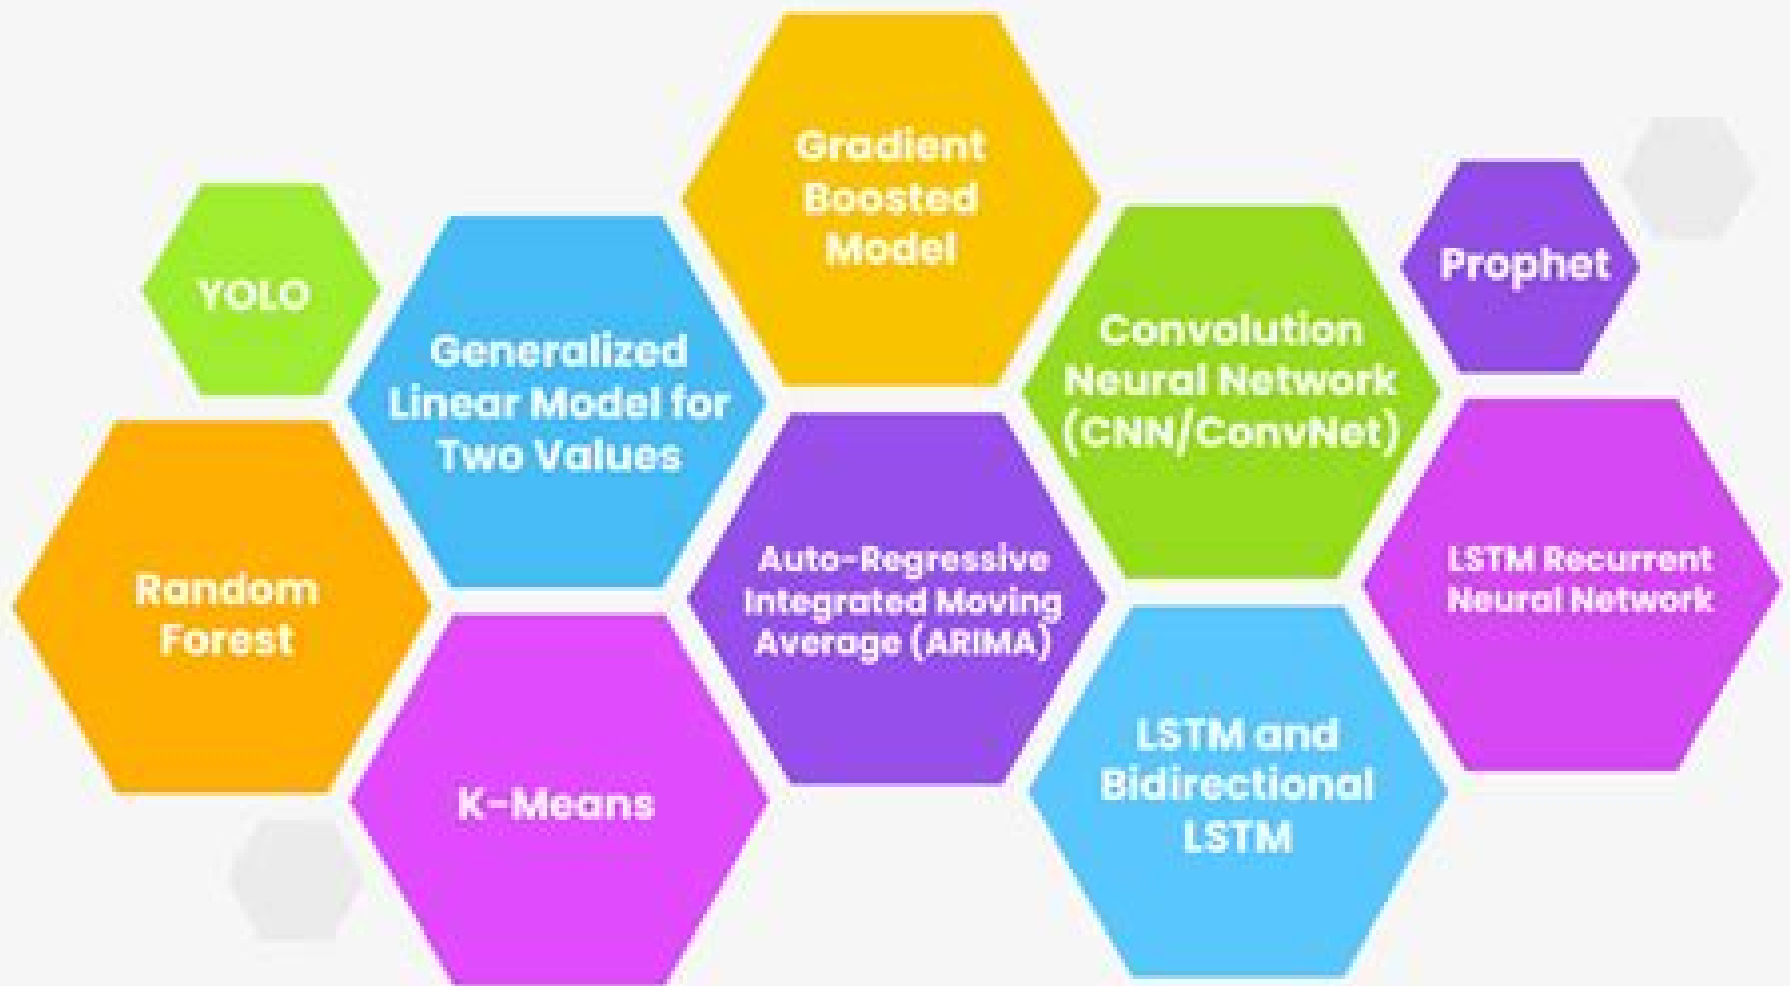 Gradient
Boosted
Model
YOLO
Prophet
Generalized
Linear Model for
Two Values
Convolution
Neural Network
(CNN/ConvNet)
Random
Forest
Auto-Regressive
Integrated Moving
Average (ARIMA)
LSTM Recurrent
Neural Network
K-Means
LSTM and
Bidirectional
LSTM